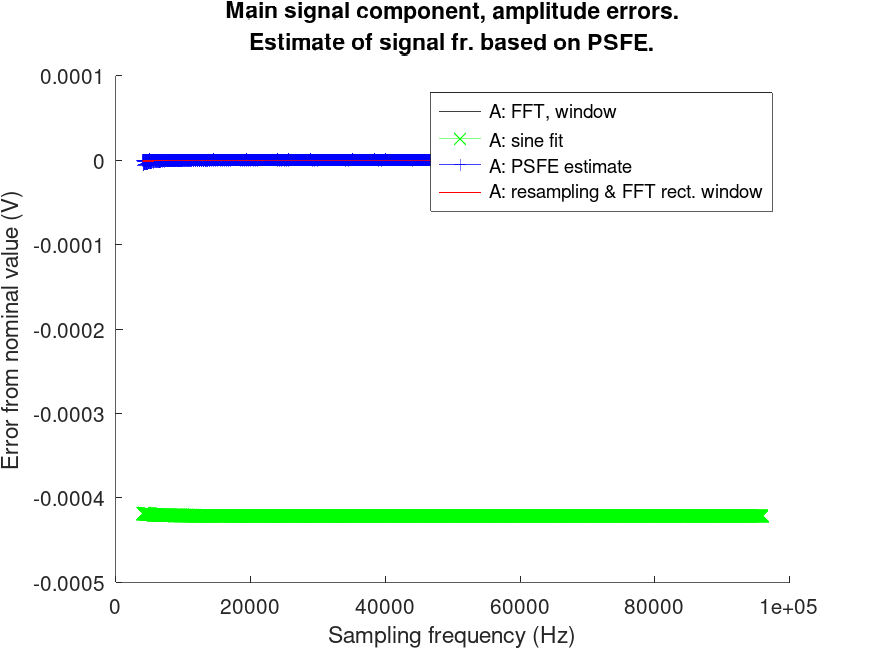 Main signal component, amplitude errors.
Estimate of signal fr. based on PSFE.
0.0001
0
-0.0001
-0.0002
-0.0003
-0.0004
-0.0005
Error from nominal value (V)
A: FFT, window
A: sine fit
A: PSFE estimate
A: resampling & FFT rect. window
0 20000 40000 60000 80000 1e+05
Sampling frequency (Hz)